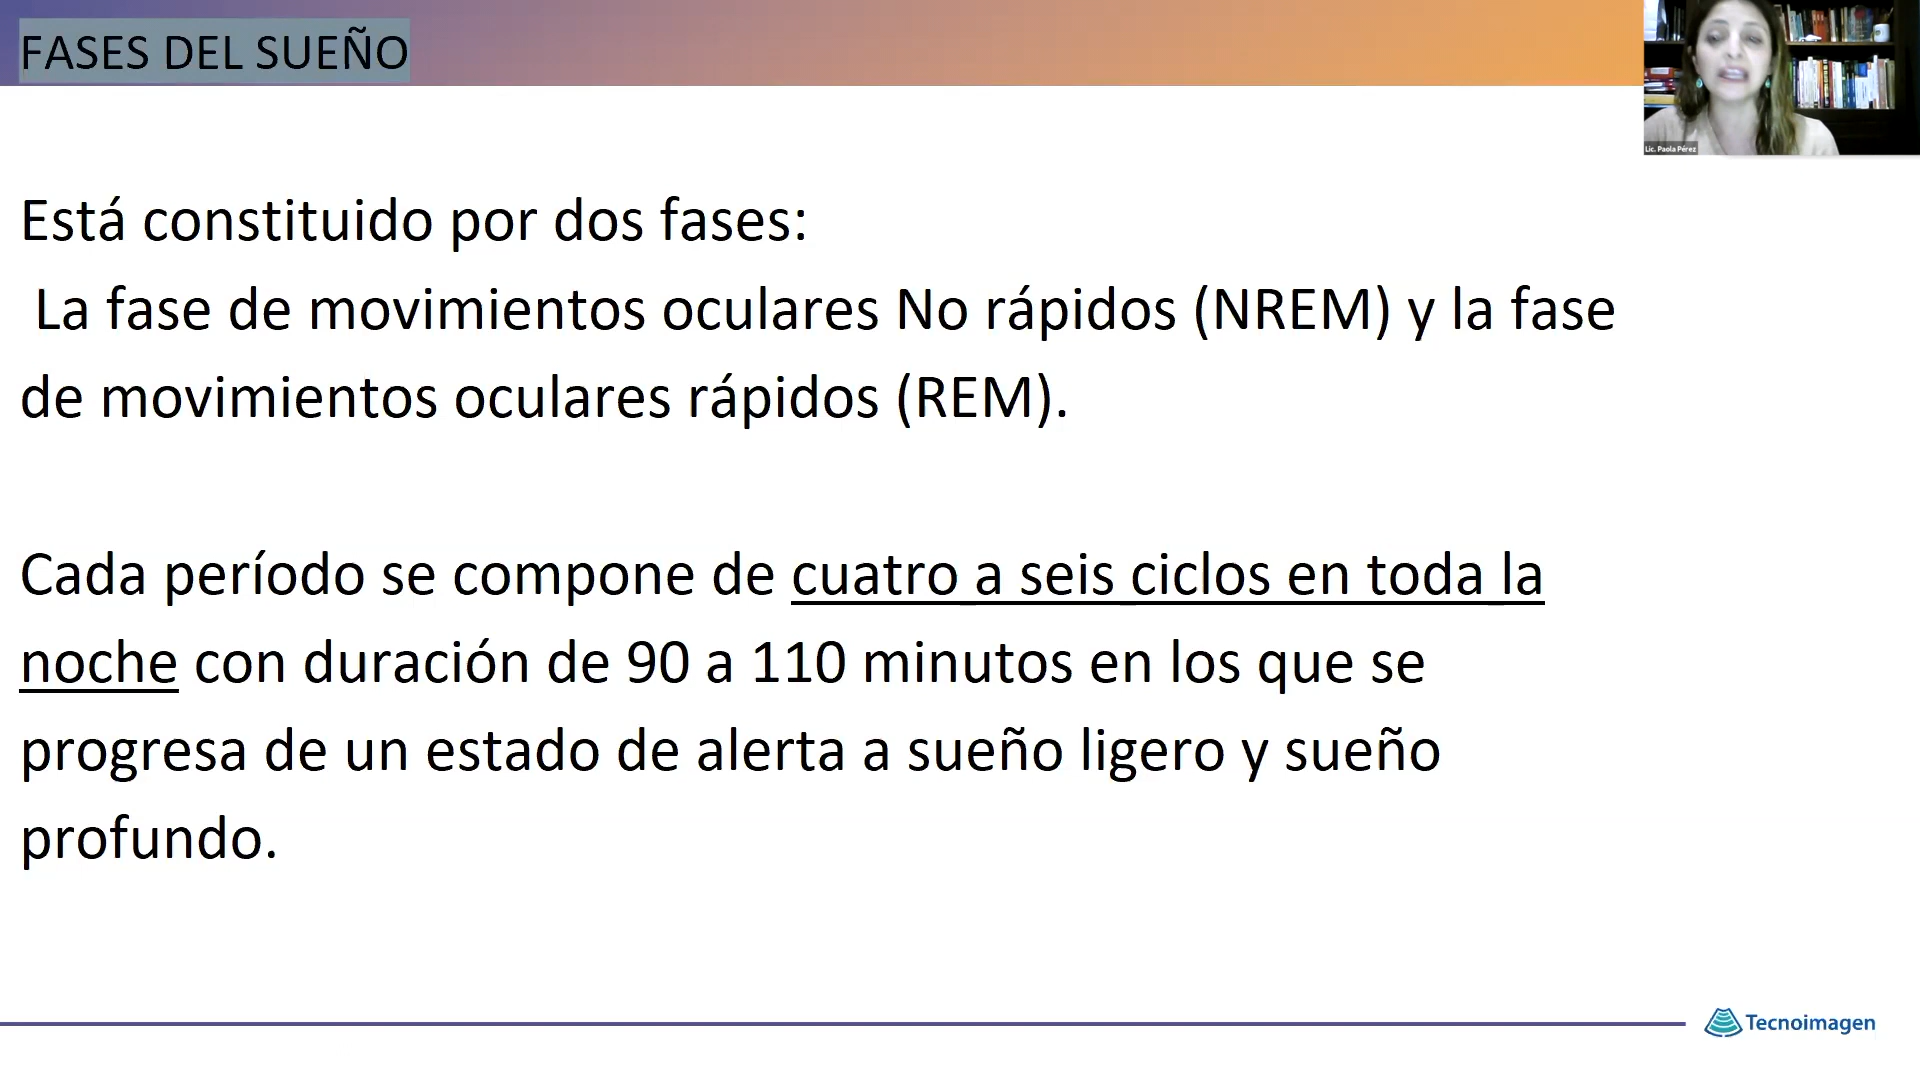 FASES DEL SUEÑO
Lic. Paola Pérez
Está constituido por dos fases:
La fase de movimientos oculares No rápidos (NREM) y la fase
de movimientos oculares rápidos (REM).
Cada período se compone de cuatro a seis ciclos en toda la
noche con duración de 90 a 110 minutos en los que se
progresa de un estado de alerta a sueño ligero y sueño
profundo.
Tecnoimagen